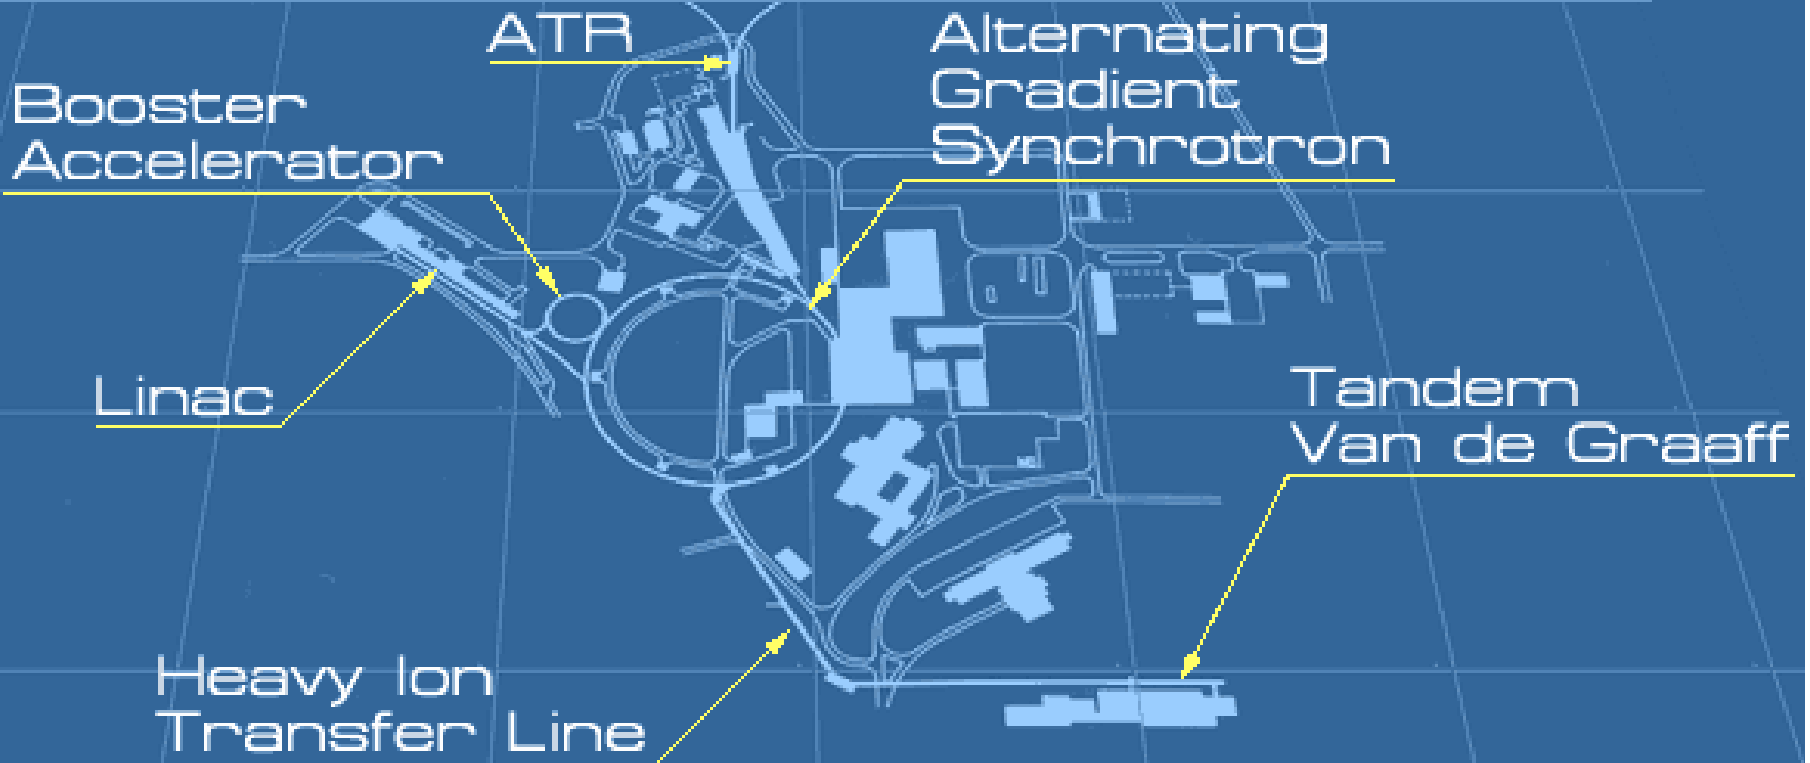 ATR
Alternating
Gradient
Synchrotron
Booster
Accelerator
Linac
Tandem
Van de Graaff
Heavy Ion
Transfer Line